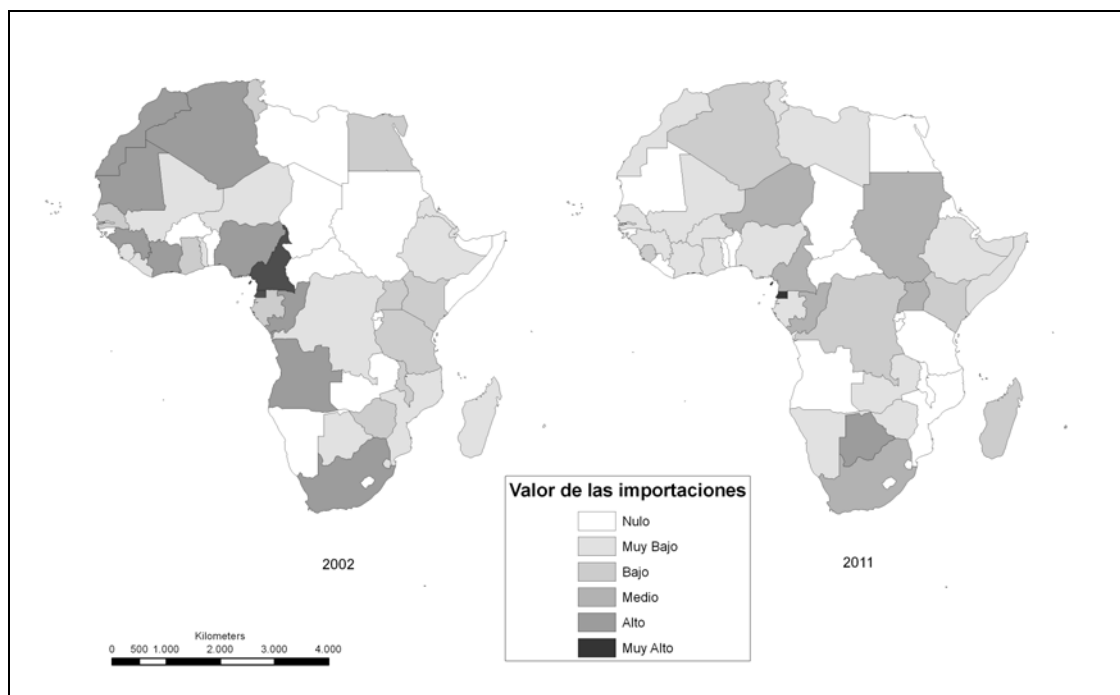 Valor de las importaciones
Nulo
Muy Bajo
Bajo
Medio
Alto
Muy Alto
2002
2011
Kilometers
0 500 1.000 2.000 3.000 4.000